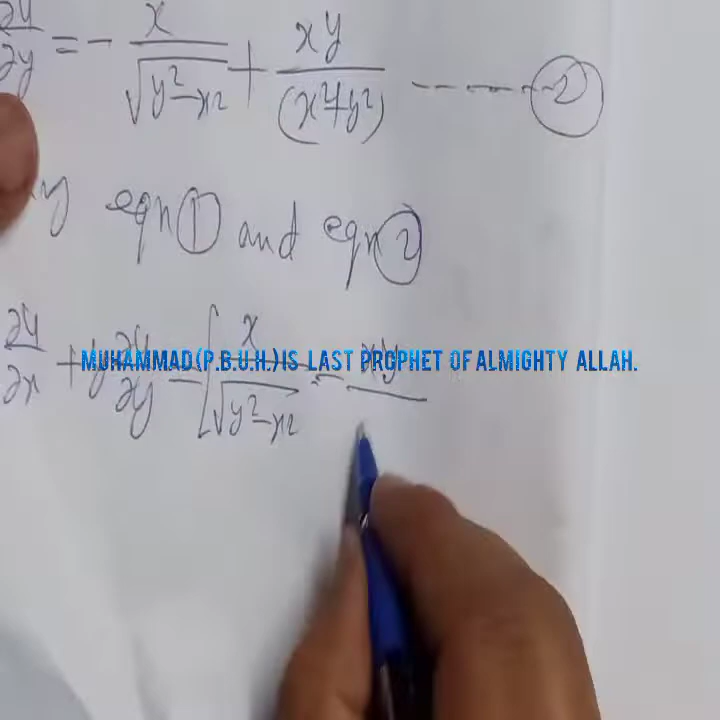 ∂u/∂y = - x/√(y²-x²) + xy/(x²+y²) ------ ②
y eqn ① and eqn ②
∂u/∂x + y ∂u/∂y = [x/√(y²-x²) - xy
MUHAMMAD(P.B.U.H.)IS LAST PROPHET OF ALMIGHTY ALLAH.